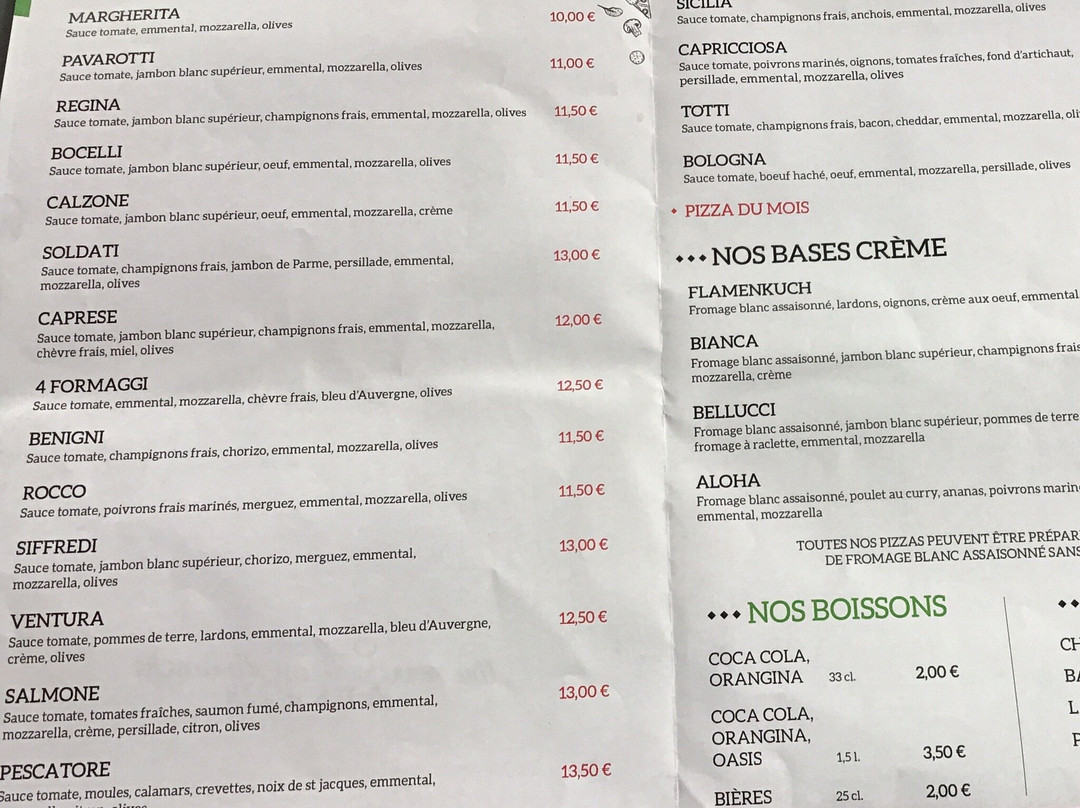 MARGHERITA 10,00 €
Sauce tomate, emmental, mozzarella, olives
PAVAROTTI 11,00 €
Sauce tomate, jambon blanc supérieur, emmental, mozzarella, olives
REGINA 11,50 €
Sauce tomate, jambon blanc supérieur, champignons frais, emmental, mozzarella, olives
BOCELLI 11,50 €
Sauce tomate, jambon blanc supérieur, oeuf, emmental, mozzarella, olives
CALZONE 11,50 €
Sauce tomate, jambon blanc supérieur, oeuf, emmental, mozzarella, crème
SOLDATI 13,00 €
Sauce tomate, champignons frais, jambon de Parme, persillade, emmental,
mozzarella, olives
CAPRESE 12,00 €
Sauce tomate, jambon blanc supérieur, champignons frais, emmental, mozzarella,
chèvre frais, miel, olives
4 FORMAGGI 12,50 €
Sauce tomate, emmental, mozzarella, chèvre frais, bleu d'Auvergne, olives
BENIGNI 11,50 €
Sauce tomate, champignons frais, chorizo, emmental, mozzarella, olives
ROCCO 11,50 €
Sauce tomate, poivrons frais marinés, merguez, emmental, mozzarella, olives
SIFFREDI 13,00 €
Sauce tomate, jambon blanc supérieur, chorizo, merguez, emmental,
mozzarella, olives
VENTURA 12,50 €
Sauce tomate, pommes de terre, lardons, emmental, mozzarella, bleu d'Auvergne,
crème, olives
SALMONE 13,00 €
Sauce tomate, tomates fraîches, saumon fumé, champignons, emmental,
mozzarella, crème, persillade, citron, olives
PESCATORE 13,50 €
Sauce tomate, moules, calamars, crevettes, noix de st jacques, emmental,
SICILIA
Sauce tomate, champignons frais, anchois, emmental, mozzarella, olives
CAPRICCIOSA
Sauce tomate, poivrons marinés, oignons, tomates fraîches, fond d'artichaut,
persillade, emmental, mozzarella, olives
TOTTI
Sauce tomate, champignons frais, bacon, cheddar, emmental, mozzarella, oli
BOLOGNA
Sauce tomate, boeuf haché, oeuf, emmental, mozzarella, persillade, olives
PIZZA DU MOIS
NOS BASES CRÈME
FLAMENKUCH
Fromage blanc assaisonné, lardons, oignons, crème aux oeuf, emmental
BIANCA
Fromage blanc assaisonné, jambon blanc supérieur, champignons frais
mozzarella, crème
BELLUCCI
Fromage blanc assaisonné, jambon blanc supérieur, pommes de terre
fromage à raclette, emmental, mozzarella
ALOHA
Fromage blanc assaisonné, poulet au curry, ananas, poivrons marin
emmental, mozzarella
TOUTES NOS PIZZAS PEUVENT ÊTRE PRÉPAR
DE FROMAGE BLANC ASSAISONNÉ SANS
NOS BOISSONS
COCA COLA,
ORANGINA 33 cl. 2,00 €
COCA COLA,
ORANGINA,
OASIS 1,5 l. 3,50 €
BIÈRES 25 cl. 2,00 €
CH
BA
L
P